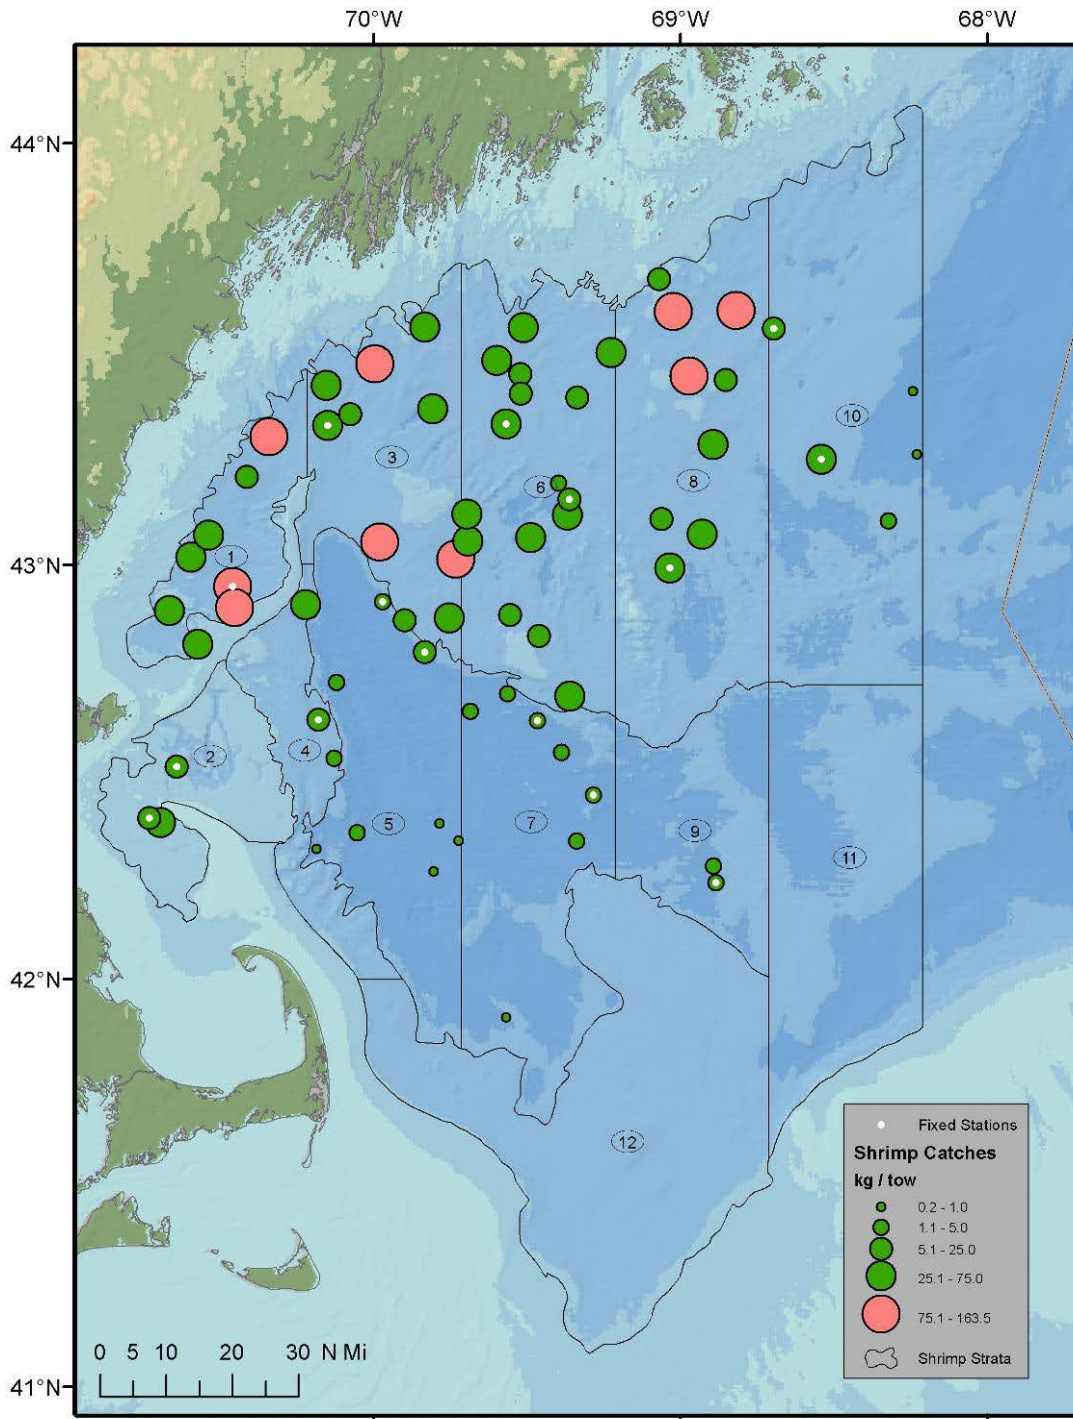 70°W 69°W 68°W
44°N
43°N
42°N
41°N
10
3
8
6
1
2
4
5
7
9
11
12
Fixed Stations
Shrimp Catches
kg / tow
0.2 - 1.0
1.1 - 5.0
5.1 - 25.0
25.1 - 75.0
75.1 - 163.5
Shrimp Strata
0 5 10 20 30 N Mi